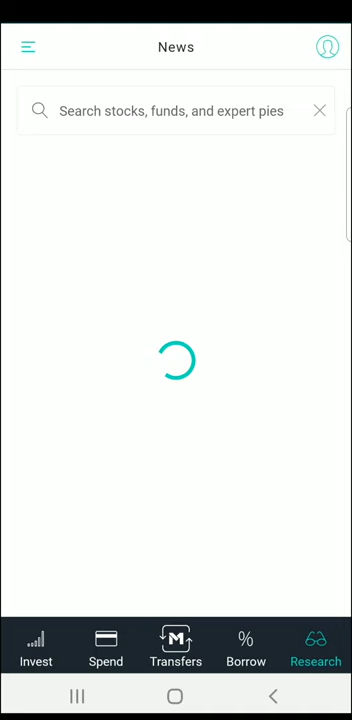 News
Search stocks, funds, and expert pies
M
%
Invest
Spend
Transfers
Borrow
Research